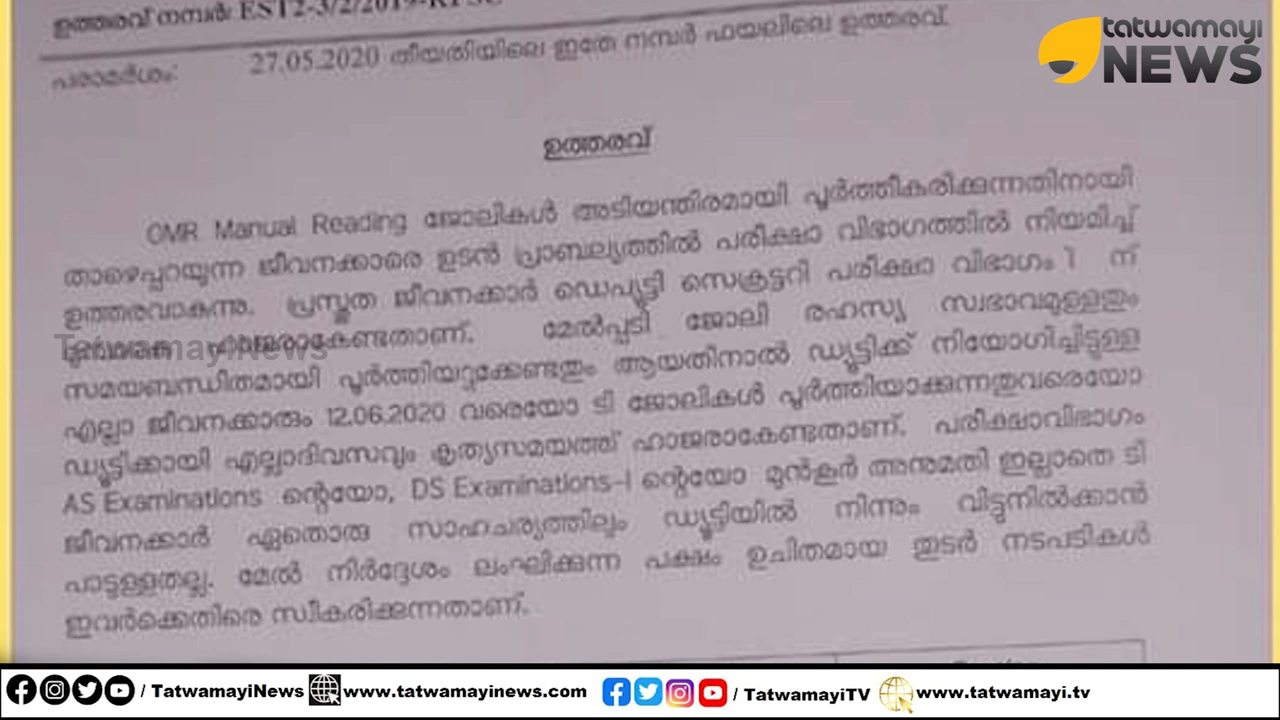 ഉത്തരവ് നമ്പർ EST2-3/2/2019-KPSC
tatwamayi
NEWS
പരാമർശം: 27.05.2020 തീയതിയിലെ ഇതേ നമ്പർ ഫയലിലെ ഉത്തരവ്.
ഉത്തരവ്
OMR Manual Reading ജോലികൾ അടിയന്തിരമായി പൂർത്തീകരിക്കുന്നതിനായി
താഴെപ്പറയുന്ന ജീവനക്കാരെ ഉടൻ പ്രാബല്യത്തിൽ പരീക്ഷാ വിഭാഗത്തിൽ നിയമിച്ച്
ഉത്തരവാകുന്നു. പ്രസ്തുത ജീവനക്കാർ ഡെപ്യൂട്ടി സെക്രട്ടറി പരീക്ഷാ വിഭാഗം 1 ന്
ഹാജരാകേണ്ടതാണ്. മേൽപ്പടി ജോലി രഹസ്യ സ്വഭാവമുള്ളതും
TatwamayiNews
സമയബന്ധിതമായി പൂർത്തിയാക്കേണ്ടതും ആയതിനാൽ ഡ്യൂട്ടിക്ക് നിയോഗിച്ചിട്ടുള്ള
എല്ലാ ജീവനക്കാരും 12.06.2020 വരെയോ ടി ജോലികൾ പൂർത്തിയാക്കുന്നതുവരെയോ
ഡ്യൂട്ടിക്കായി എല്ലാദിവസവും കൃത്യസമയത്ത് ഹാജരാകേണ്ടതാണ്. പരീക്ഷാവിഭാഗം
AS Examinations ന്റെയോ, DS Examinations-I ന്റെയോ മുൻകൂർ അനുമതി ഇല്ലാതെ ടി
ജീവനക്കാർ ഏതൊരു സാഹചര്യത്തിലും ഡ്യൂട്ടിയിൽ നിന്നും വിട്ടുനിൽക്കാൻ
പാടുള്ളതല്ല. മേൽ നിർദ്ദേശം ലംഘിക്കുന്ന പക്ഷം ഉചിതമായ തുടർ നടപടികൾ
ഇവർക്കെതിരെ സ്വീകരിക്കുന്നതാണ്.
/ TatwamayiNews www.tatwamayinews.com / TatwamayiTV www.tatwamayi.tv